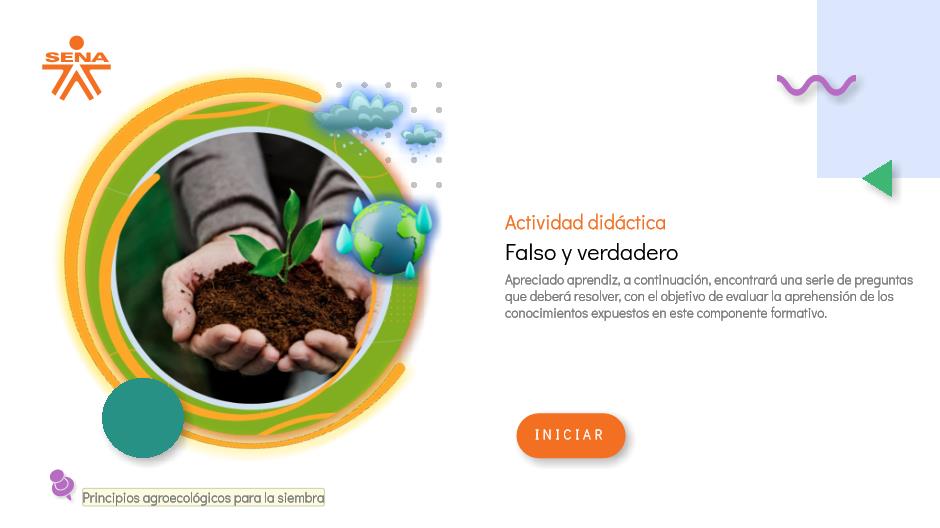 SENA
Actividad didáctica
Falso y verdadero
Apreciado aprendiz, a continuación, encontrará una serie de preguntas
que deberá resolver, con el objetivo de evaluar la aprehensión de los
conocimientos expuestos en este componente formativo.
INICIAR
Principios agroecológicos para la siembra